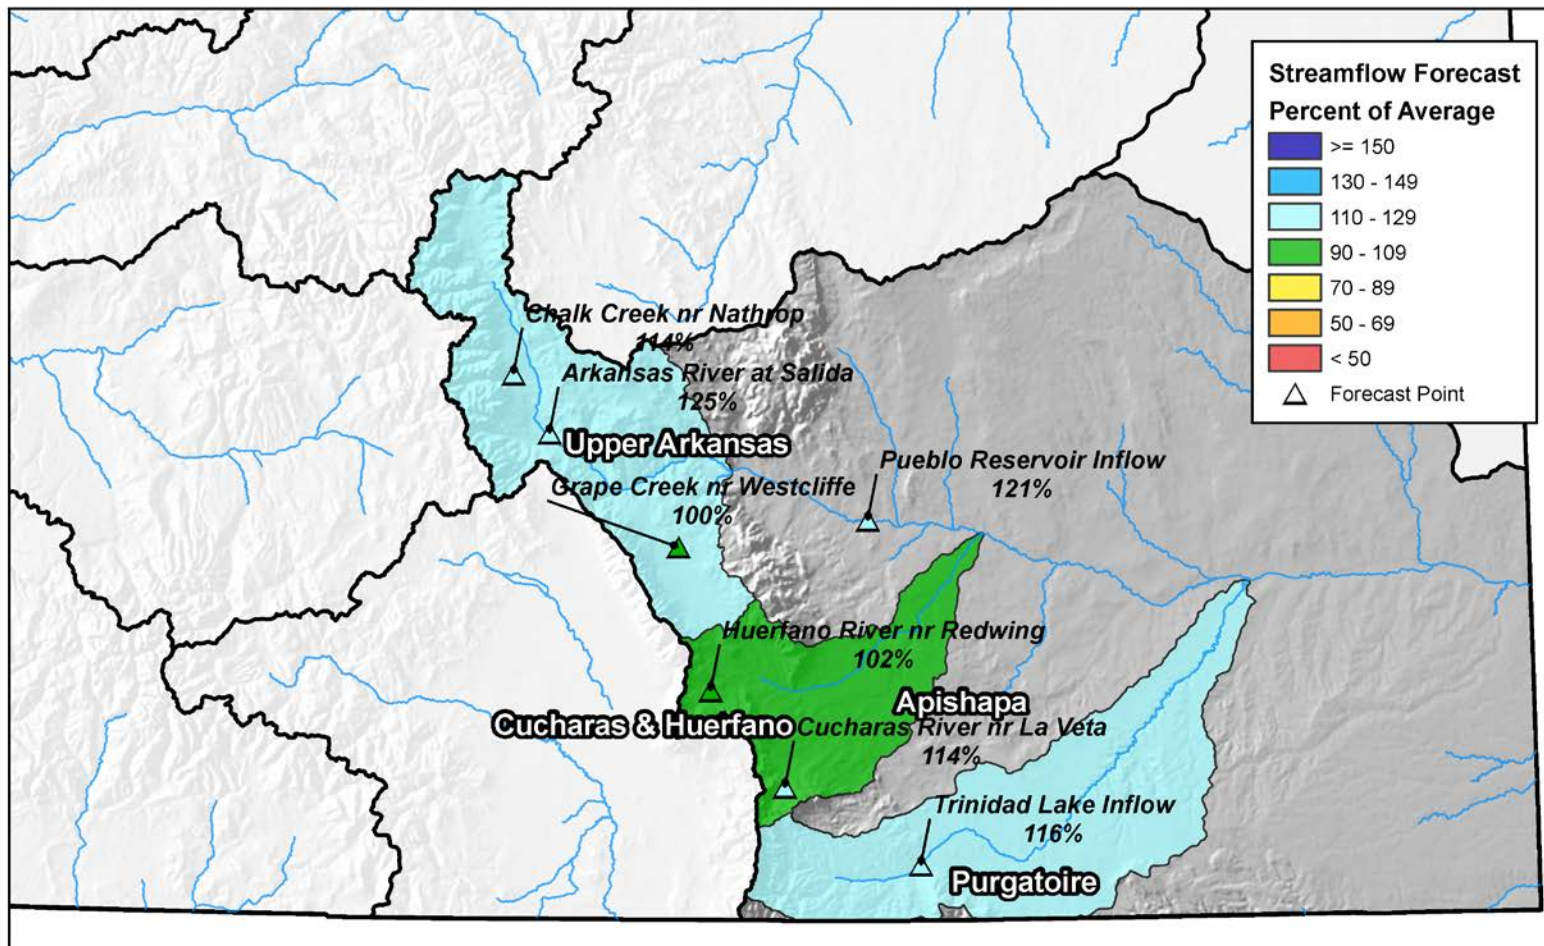 Streamflow Forecast
Percent of Average
>= 150
130 - 149
110 - 129
90 - 109
70 - 89
50 - 69
< 50
Forecast Point
Chalk Creek nr Nathrop
114%
Arkansas River at Salida
125%
Upper Arkansas
Pueblo Reservoir Inflow
121%
Grape Creek nr Westcliffe
100%
Huerfano River nr Redwing
102%
Apishapa
Cucharas & Huerfano
Cucharas River nr La Veta
114%
Trinidad Lake Inflow
116%
Purgatoire